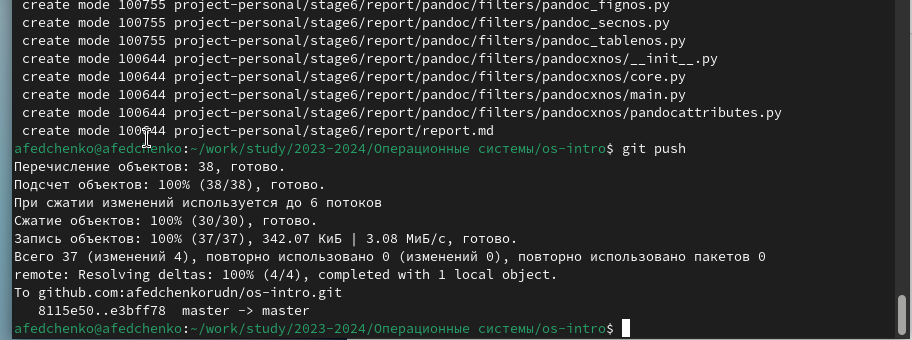 create mode 100755 project-personal/stage6/report/pandoc/filters/pandoc_fignos.py
create mode 100755 project-personal/stage6/report/pandoc/filters/pandoc_secnos.py
create mode 100755 project-personal/stage6/report/pandoc/filters/pandoc_tablenos.py
create mode 100644 project-personal/stage6/report/pandoc/filters/pandocxnos/__init__.py
create mode 100644 project-personal/stage6/report/pandoc/filters/pandocxnos/core.py
create mode 100644 project-personal/stage6/report/pandoc/filters/pandocxnos/main.py
create mode 100644 project-personal/stage6/report/pandoc/filters/pandocxnos/pandocattributes.py
create mode 100644 project-personal/stage6/report/report.md
afedchenko@afedchenko:~/work/study/2023-2024/Операционные системы/os-intro$ git push
Перечисление объектов: 38, готово.
Подсчет объектов: 100% (38/38), готово.
При сжатии изменений используется до 6 потоков
Сжатие объектов: 100% (30/30), готово.
Запись объектов: 100% (37/37), 342.07 КиБ | 3.08 МиБ/с, готово.
Всего 37 (изменений 4), повторно использовано 0 (изменений 0), повторно использовано пакетов 0
remote: Resolving deltas: 100% (4/4), completed with 1 local object.
To github.com:afedchenkorudn/os-intro.git
8115e50..e3bff78  master -> master
afedchenko@afedchenko:~/work/study/2023-2024/Операционные системы/os-intro$